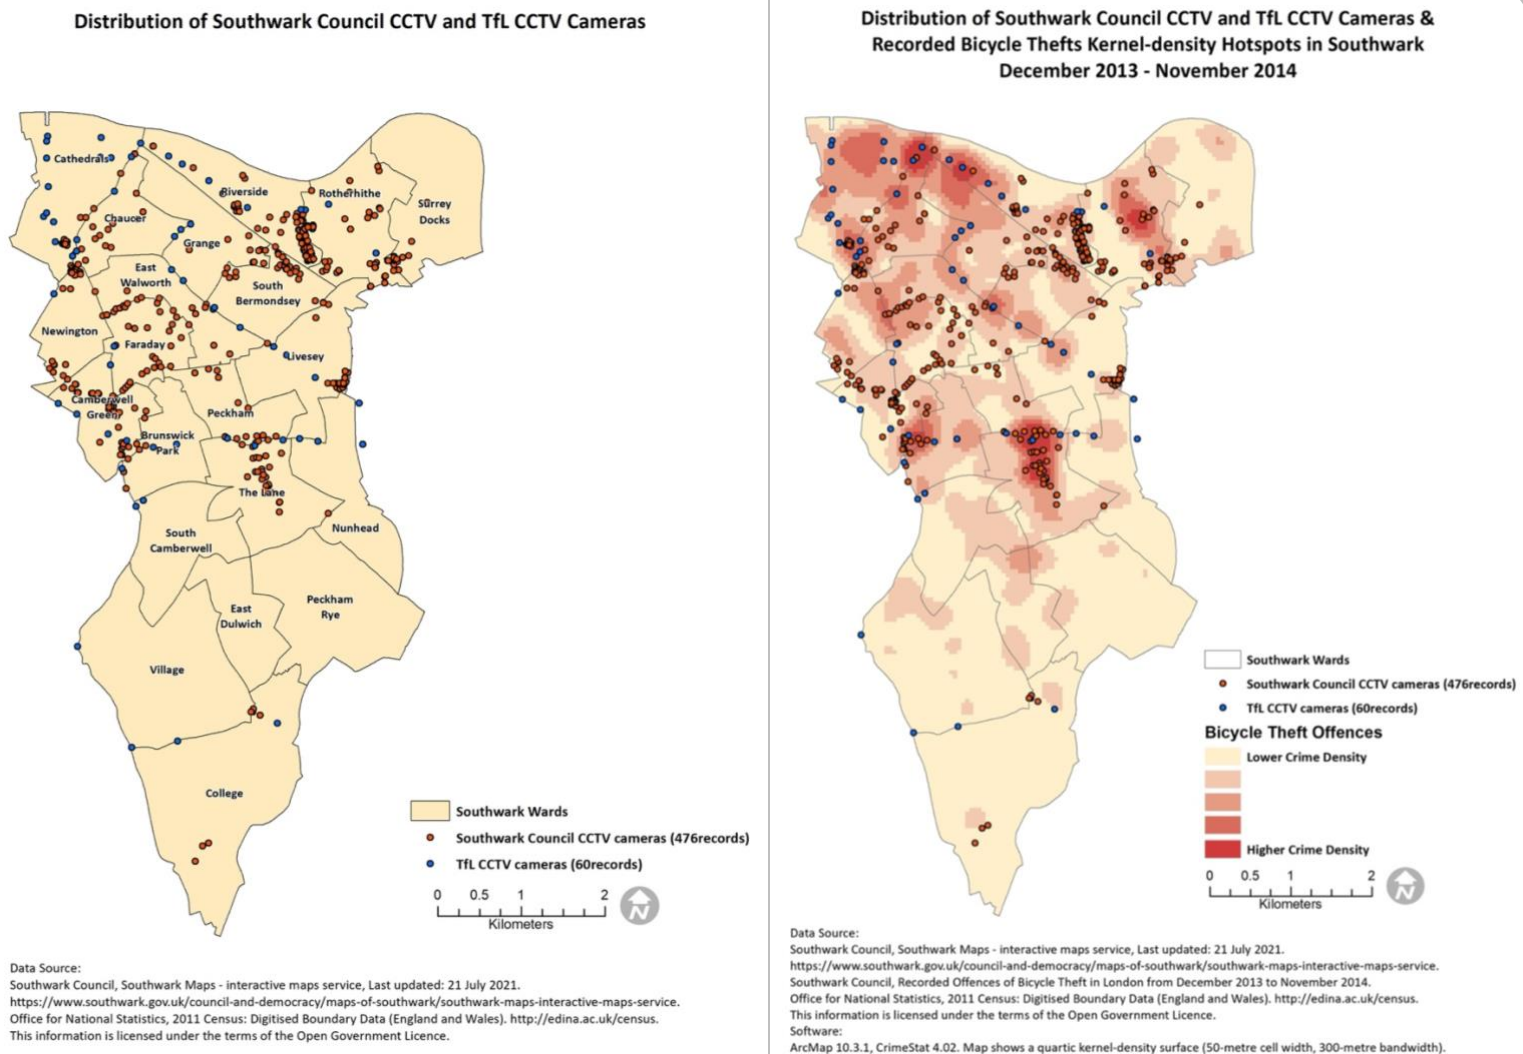 Distribution of Southwark Council CCTV and TfL CCTV Cameras
Cathedrals
Riverside
Rotherhithe
Surrey
Docks
Chaucer
Grange
East
Walworth
South
Bermondsey
Newington
Faraday
Livesey
Camberwell
Green
Peckham
Brunswick
Park
The Lane
Nunhead
South
Camberwell
East
Dulwich
Peckham
Rye
Village
College
Southwark Wards
Southwark Council CCTV cameras (476records)
TfL CCTV cameras (60records)
0 0.5 1 2
Kilometers
N
Data Source:
Southwark Council, Southwark Maps - interactive maps service, Last updated: 21 July 2021.
https://www.southwark.gov.uk/council-and-democracy/maps-of-southwark/southwark-maps-interactive-maps-service.
Office for National Statistics, 2011 Census: Digitised Boundary Data (England and Wales). http://edina.ac.uk/census.
This information is licensed under the terms of the Open Government Licence.
Distribution of Southwark Council CCTV and TfL CCTV Cameras &
Recorded Bicycle Thefts Kernel-density Hotspots in Southwark
December 2013 - November 2014
Southwark Wards
Southwark Council CCTV cameras (476records)
TfL CCTV cameras (60records)
Bicycle Theft Offences
Lower Crime Density
Higher Crime Density
0 0.5 1 2
Kilometers
N
Data Source:
Southwark Council, Southwark Maps - interactive maps service, Last updated: 21 July 2021.
https://www.southwark.gov.uk/council-and-democracy/maps-of-southwark/southwark-maps-interactive-maps-service.
Southwark Council, Recorded Offences of Bicycle Theft in London from December 2013 to November 2014.
Office for National Statistics, 2011 Census: Digitised Boundary Data (England and Wales). http://edina.ac.uk/census.
This information is licensed under the terms of the Open Government Licence.
Software:
ArcMap 10.3.1, CrimeStat 4.02. Map shows a quartic kernel-density surface (50-metre cell width, 300-metre bandwidth).